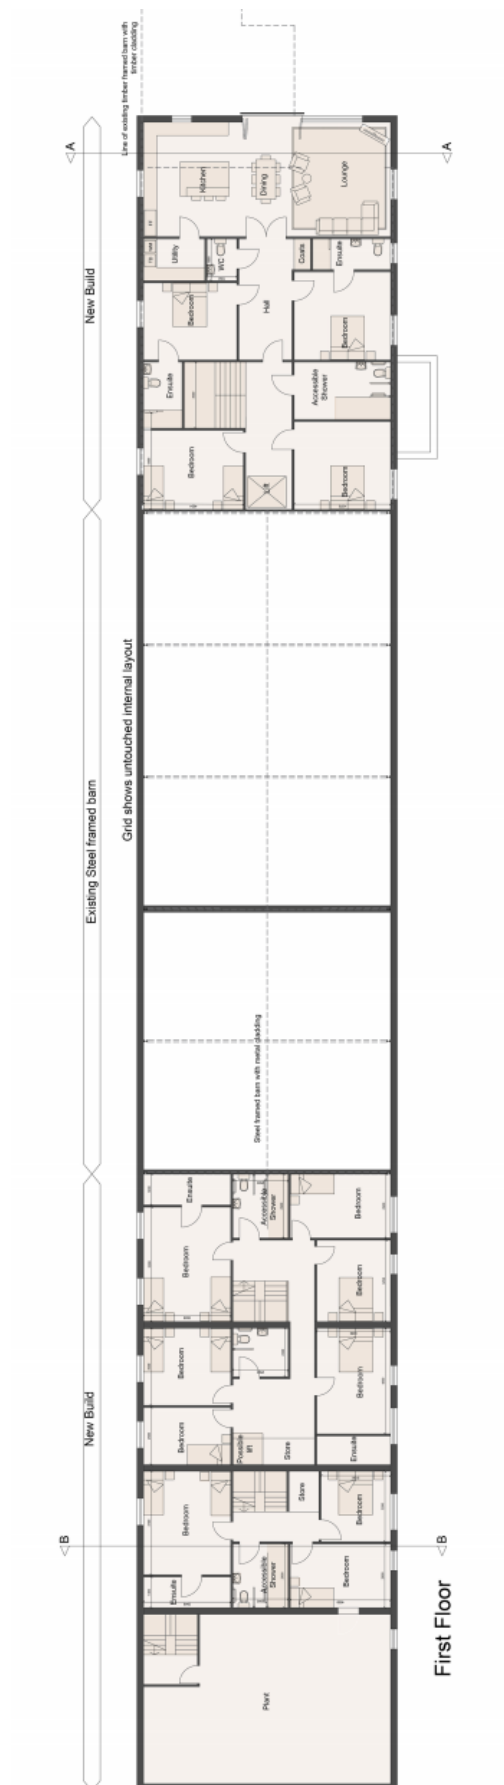 Line of existing timber framed barn with
timber cladding
A
A
New Build
Kitchen
Dining
Lounge
Utility
WC
Coats
Ensuite
Bedroom
Hall
Bedroom
Ensuite
Accessible
Shower
Bedroom
Lift
Bedroom
Grid shows untouched internal layout
Existing Steel framed barn
Steel framed barn with metal cladding
Ensuite
Accessible
Shower
Bedroom
Bedroom
Bedroom
New Build
Bedroom
Bedroom
Bedroom
Possible
lift
Store
Ensuite
Bedroom
Store
Bedroom
B
B
Ensuite
Accessible
Shower
Bedroom
Plant
First Floor